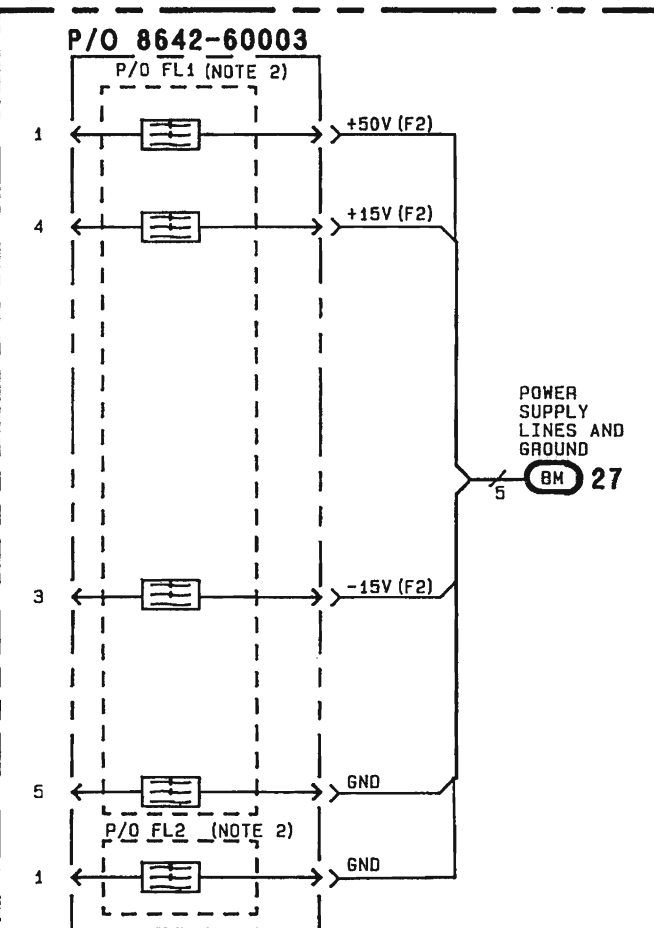 P/O 8642-60003
P/O FL1 (NOTE 2)
1
+50V (F2)
4
+15V (F2)
POWER
SUPPLY
LINES AND
GROUND
BM 27
5
3
-15V (F2)
5
GND
P/O FL2 (NOTE 2)
1
GND